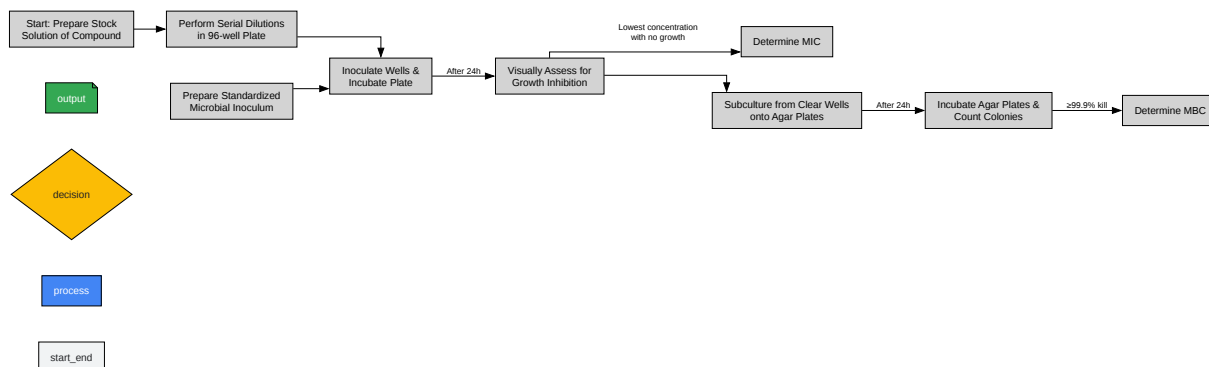 Start: Prepare Stock
Solution of Compound
Perform Serial Dilutions
in 96-well Plate
Prepare Standardized
Microbial Inoculum
Inoculate Wells &
Incubate Plate
After 24h
Visually Assess for
Growth Inhibition
Lowest concentration
with no growth
Determine MIC
Subculture from Clear Wells
onto Agar Plates
After 24h
Incubate Agar Plates &
Count Colonies
≥99.9% kill
Determine MBC
output
decision
process
start_end